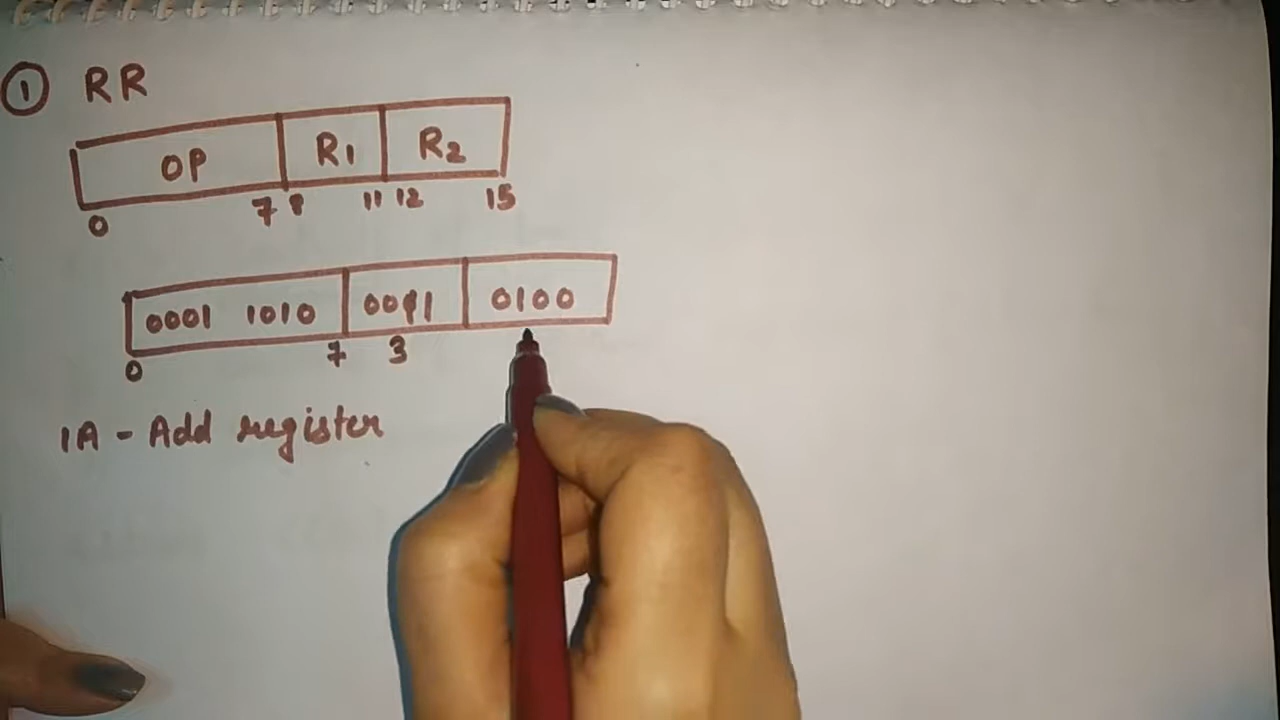 ① RR
OP R1 R2
0 7 8 11 12 15
0001 1010 0011 0100
0 7 3
1A - Add register